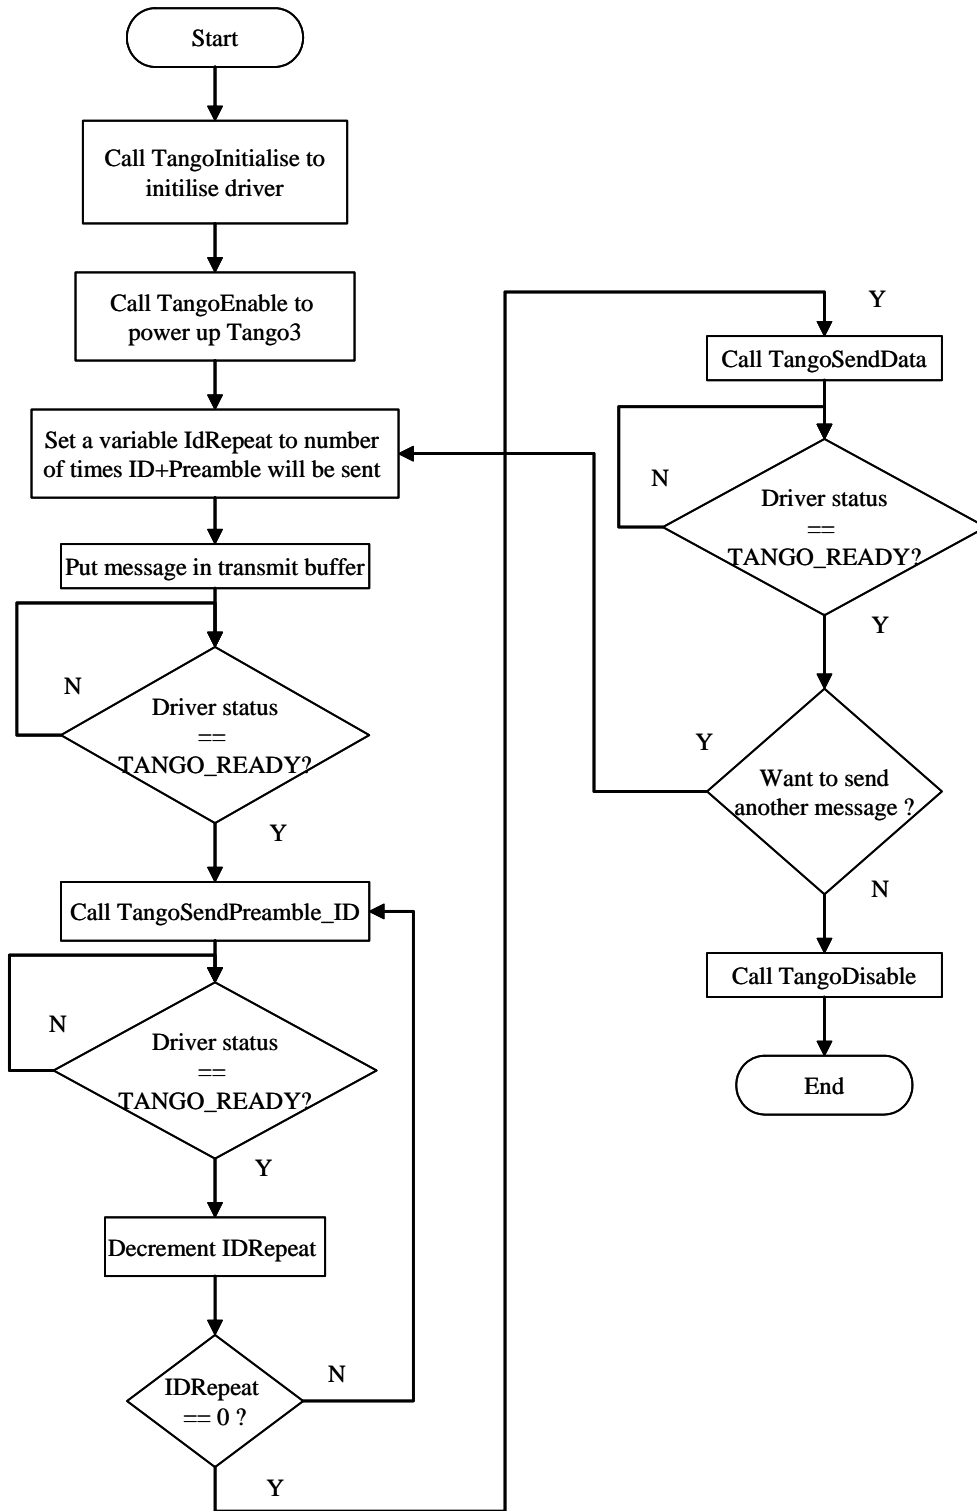 Start
Call TangoInitialise to
initilise driver
Call TangoEnable to
power up Tango3
Set a variable IdRepeat to number
of times ID+Preamble will be sent
Put message in transmit buffer
N
Driver status
==
TANGO_READY?
Y
Call TangoSendPreamble_ID
N
Driver status
==
TANGO_READY?
Y
Decrement IDRepeat
IDRepeat
== 0 ?
N
Y
Y
Call TangoSendData
N
Driver status
==
TANGO_READY?
Y
Y
Want to send
another message ?
N
Call TangoDisable
End